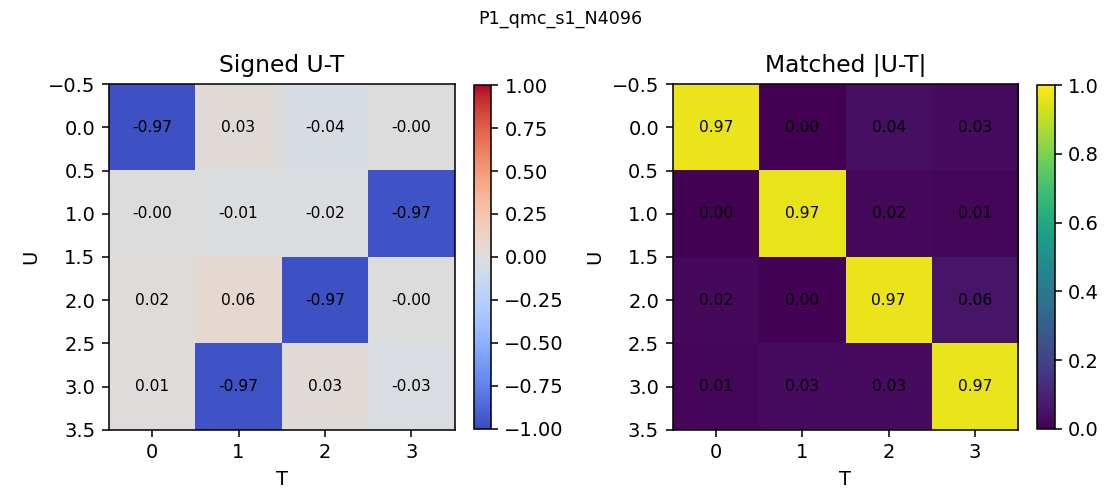 P1_qmc_s1_N4096
Signed U-T
−0.5
0.0
0.5
1.0
1.5
2.0
2.5
3.0
3.5
U
-0.97 0.03 -0.04 -0.00
-0.00 -0.01 -0.02 -0.97
0.02 0.06 -0.97 -0.00
0.01 -0.97 0.03 -0.03
0 1 2 3
T
1.00
0.75
0.50
0.25
0.00
−0.25
−0.50
−0.75
−1.00
Matched |U-T|
−0.5
0.0
0.5
1.0
1.5
2.0
2.5
3.0
3.5
U
0.97 0.00 0.04 0.03
0.00 0.97 0.02 0.01
0.02 0.00 0.97 0.06
0.01 0.03 0.03 0.97
0 1 2 3
T
1.0
0.8
0.6
0.4
0.2
0.0